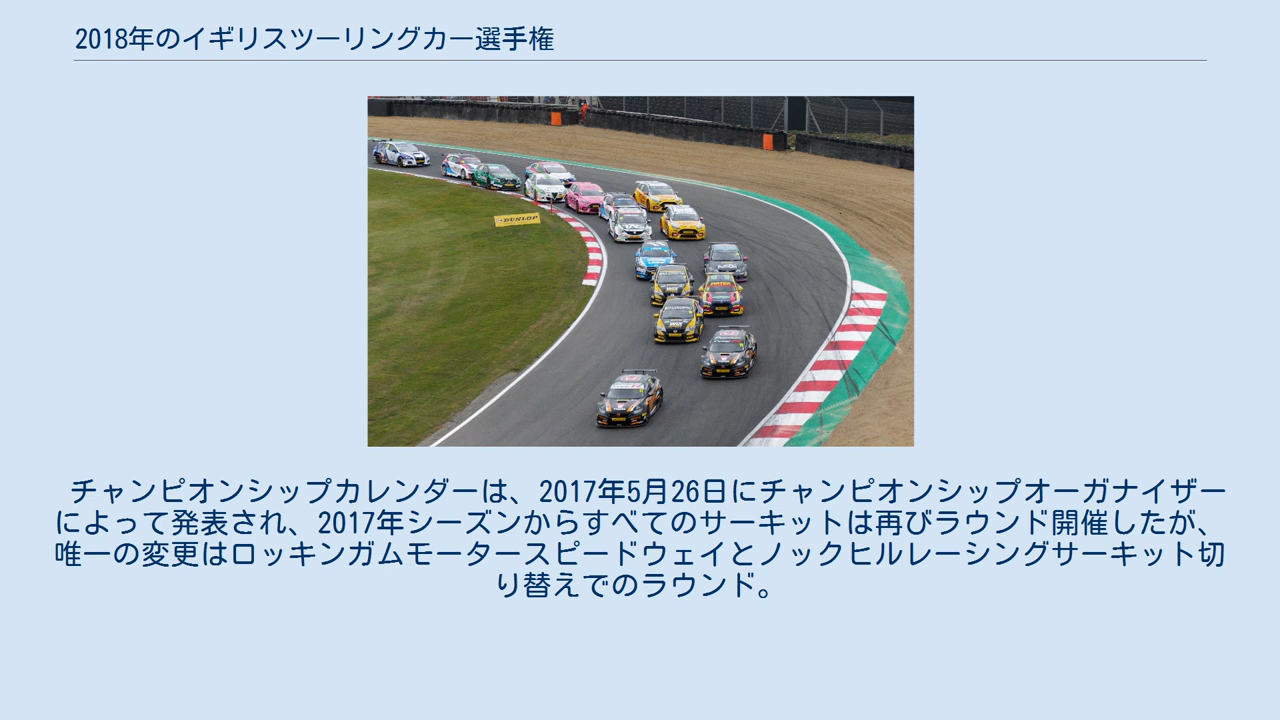 2018年のイギリスツーリングカー選手権
DUNLOP
チャンピオンシップカレンダーは、2017年5月26日にチャンピオンシップオーガナイザー
によって発表され、2017年シーズンからすべてのサーキットは再びラウンド開催したが、
唯一の変更はロッキンガムモータースピードウェイとノックヒルレーシングサーキット切
り替えでのラウンド。